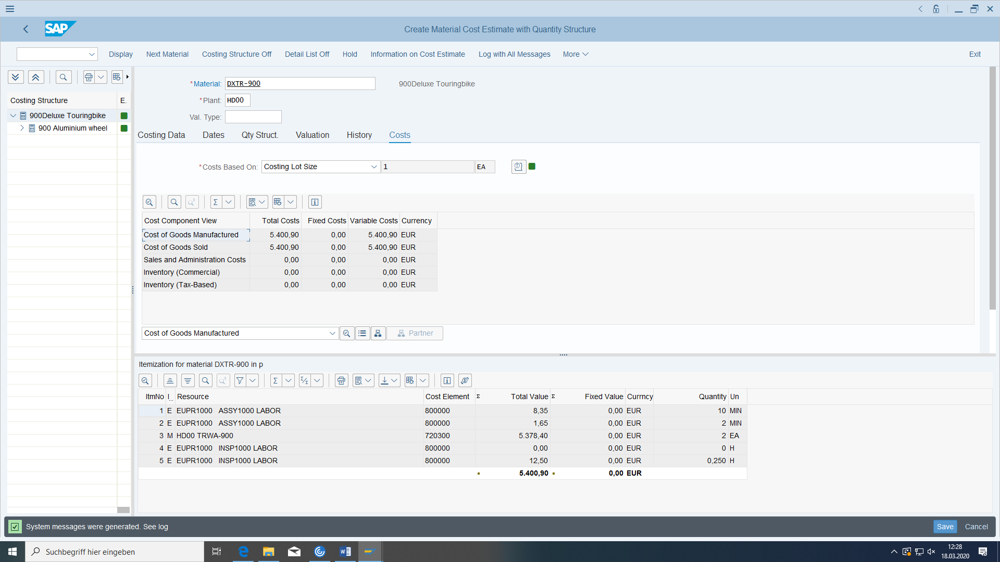 SAP
Create Material Cost Estimate with Quantity Structure
Display Next Material Costing Structure Off Detail List Off Hold Information on Cost Estimate Log with All Messages More Exit
*Material: DXTR-900 900Deluxe Touringbike
*Plant: HD00
Val. Type:
Costing Structure E.
900Deluxe Touringbike
900 Aluminium wheel
Costing Data Dates Qty Struct. Valuation History Costs
*Costs Based On: Costing Lot Size 1 EA
Cost Component View Total Costs Fixed Costs Variable Costs Currency
Cost of Goods Manufactured 5.400,90 0,00 5.400,90 EUR
Cost of Goods Sold 5.400,90 0,00 5.400,90 EUR
Sales and Administration Costs 0,00 0,00 0,00 EUR
Inventory (Commercial) 0,00 0,00 0,00 EUR
Inventory (Tax-Based) 0,00 0,00 0,00 EUR
Cost of Goods Manufactured Partner
Itemization for material DXTR-900 in p
ItmNo I... Resource Cost Element Σ Total Value Σ Fixed Value Currncy Quantity Un
1 E EUPR1000 ASSY1000 LABOR 800000 8,35 0,00 EUR 10 MIN
2 E EUPR1000 ASSY1000 LABOR 800000 1,65 0,00 EUR 2 MIN
3 M HD00 TRWA-900 720300 5.378,40 0,00 EUR 2 EA
4 E EUPR1000 INSP1000 LABOR 800000 0,00 0,00 EUR 0 H
5 E EUPR1000 INSP1000 LABOR 800000 12,50 0,00 EUR 0,250 H
5.400,90 0,00 EUR
System messages were generated. See log Save Cancel
Suchbegriff hier eingeben
12:28
18.03.2020